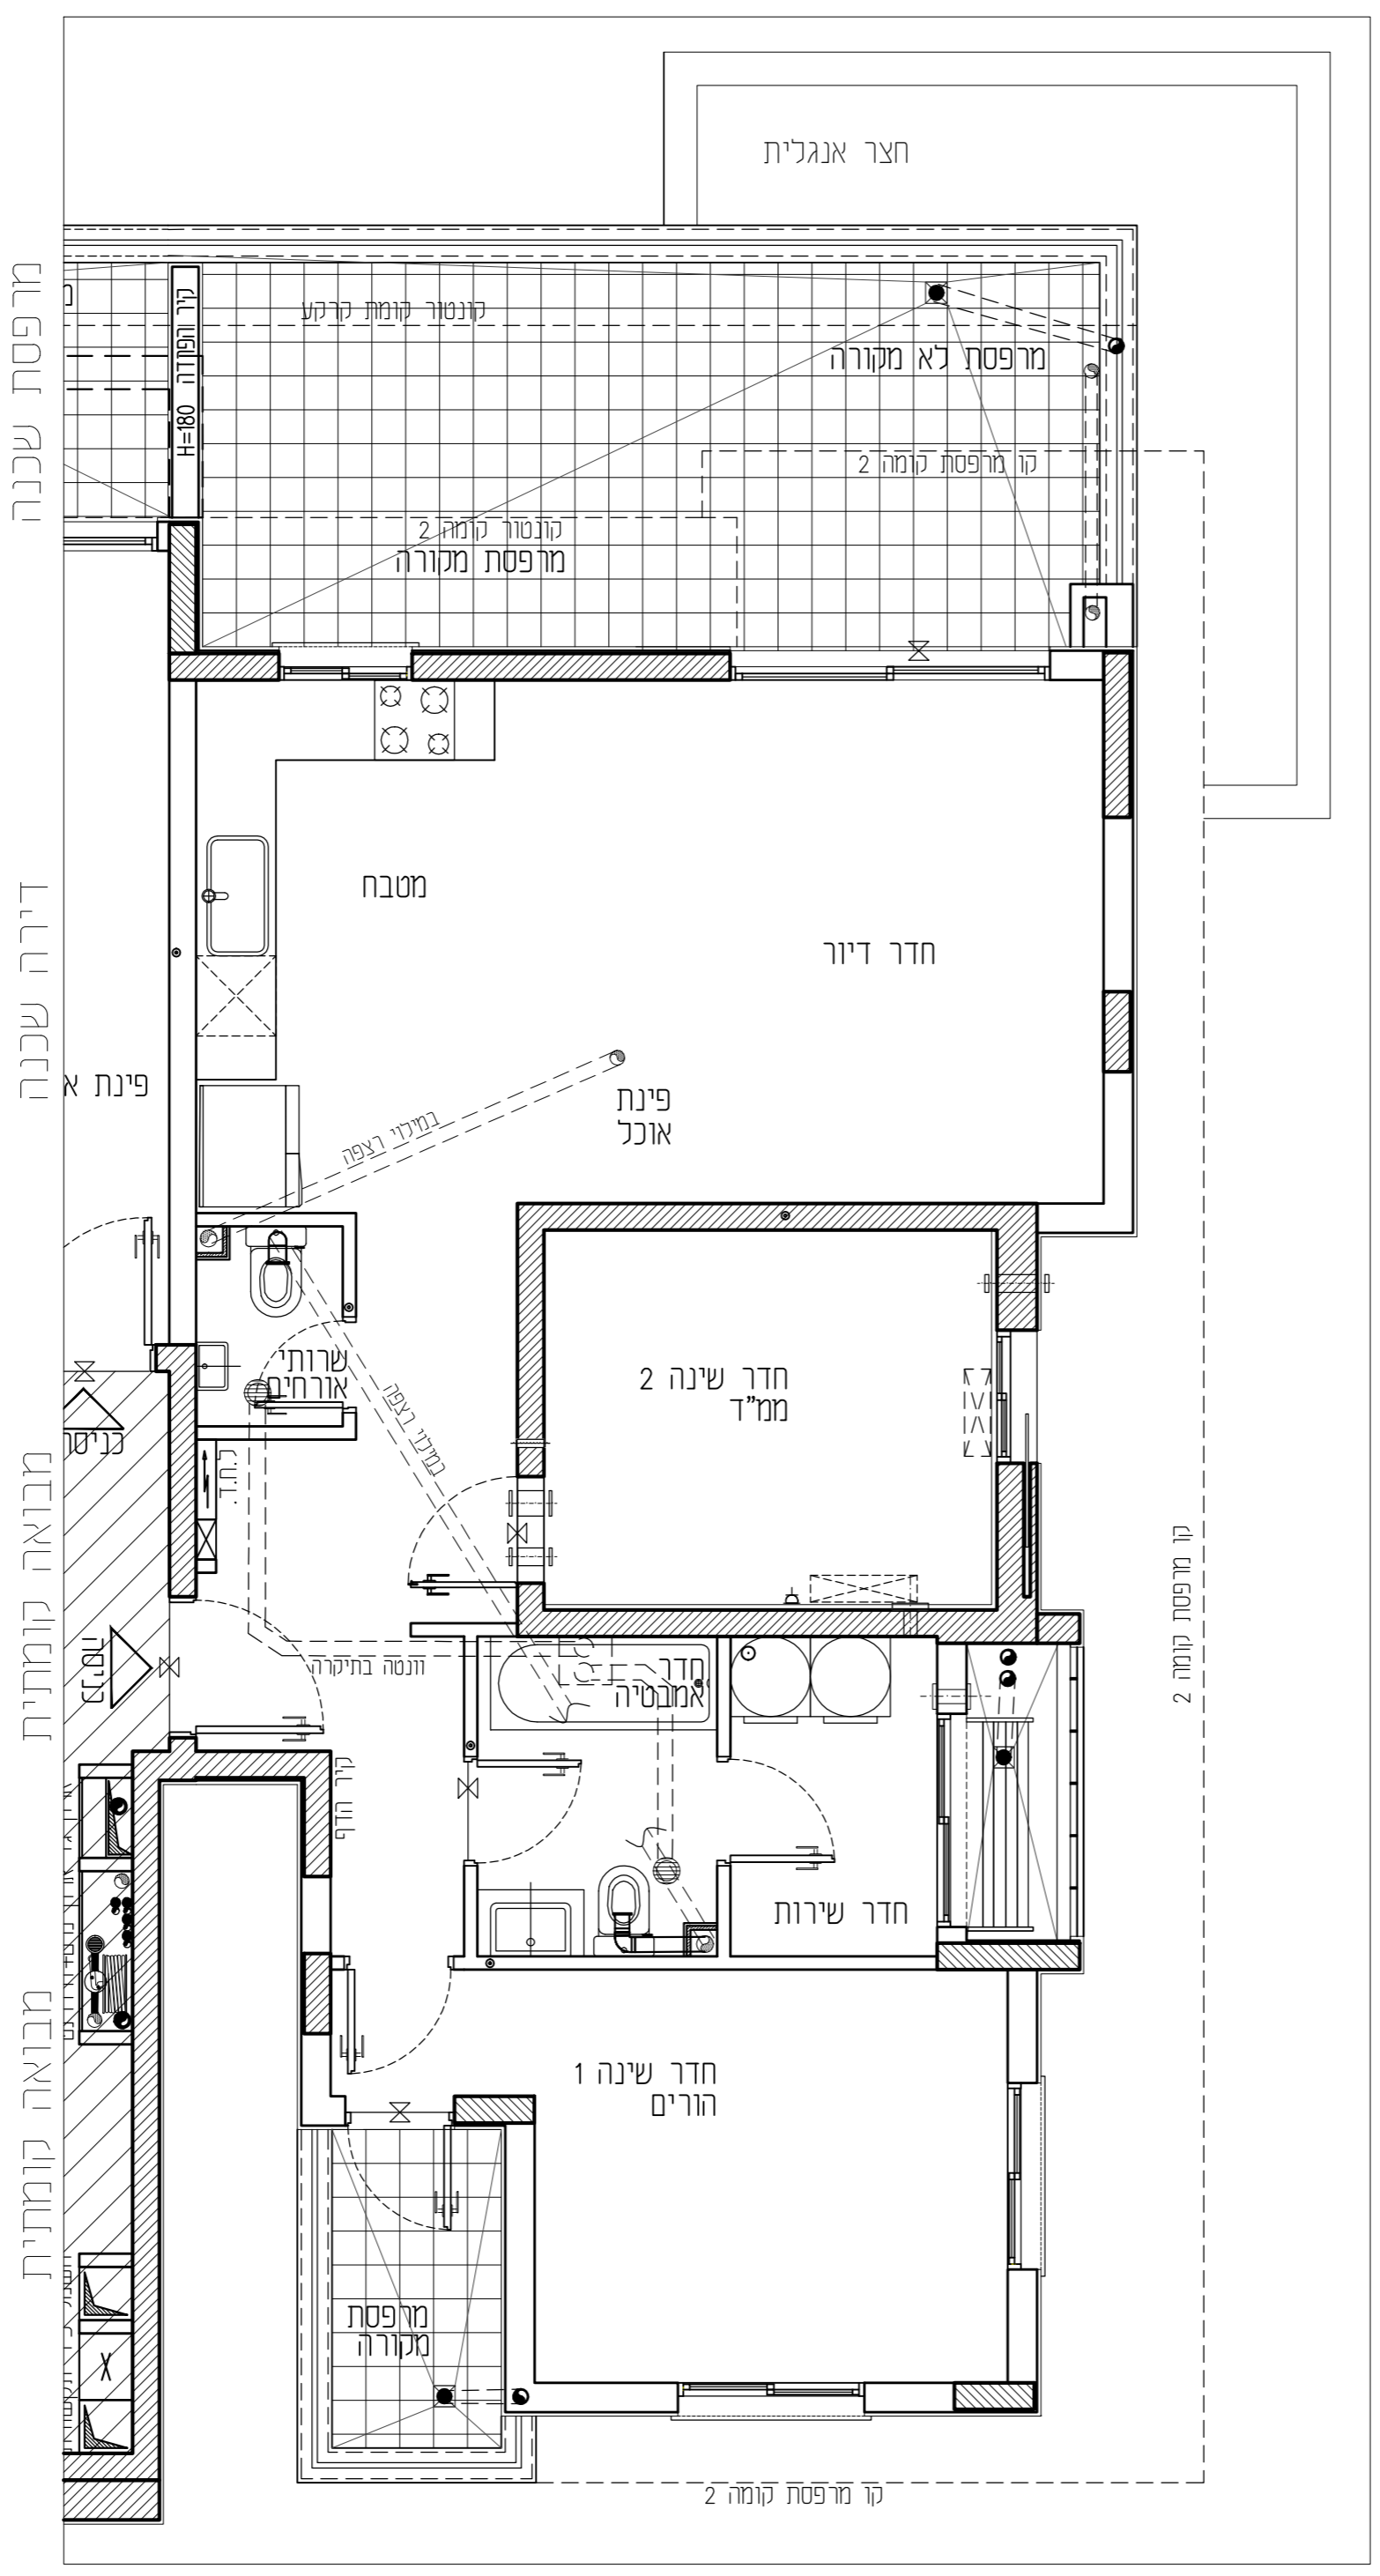 חצר אנגלית
מרפסת שכנה
קיר הפרדה H=180
קונטור קומת קרקע
מרפסת לא מקורה
קו מרפסת קומה 2
קונטור קומה 2
מרפסת מקורה
מטבח
חדר דיור
דירה שכנה
פינת א
פינת
אוכל
במילוי רצפה
שרותי
אורחים
במילוי רצפה
חדר שינה 2
ממ"ד
כניסה
ח.ד.
מבואה קומתית
כניסה
וונטה בתיקרה
חדר
אמבטיה
קו מרפסת קומה 2
קיר הדף
חדר שירות
מבואה קומתית
חדר שינה 1
הורים
מרפסת
מקורה
קו מרפסת קומה 2